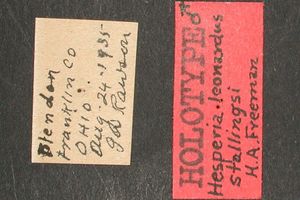 Blendon
Franklin Co
OHIO
Aug 24-1935
G W Rawson
HOLOTYPE ♂
Hesperia leonardus
stallingsi
H.A. Freeman